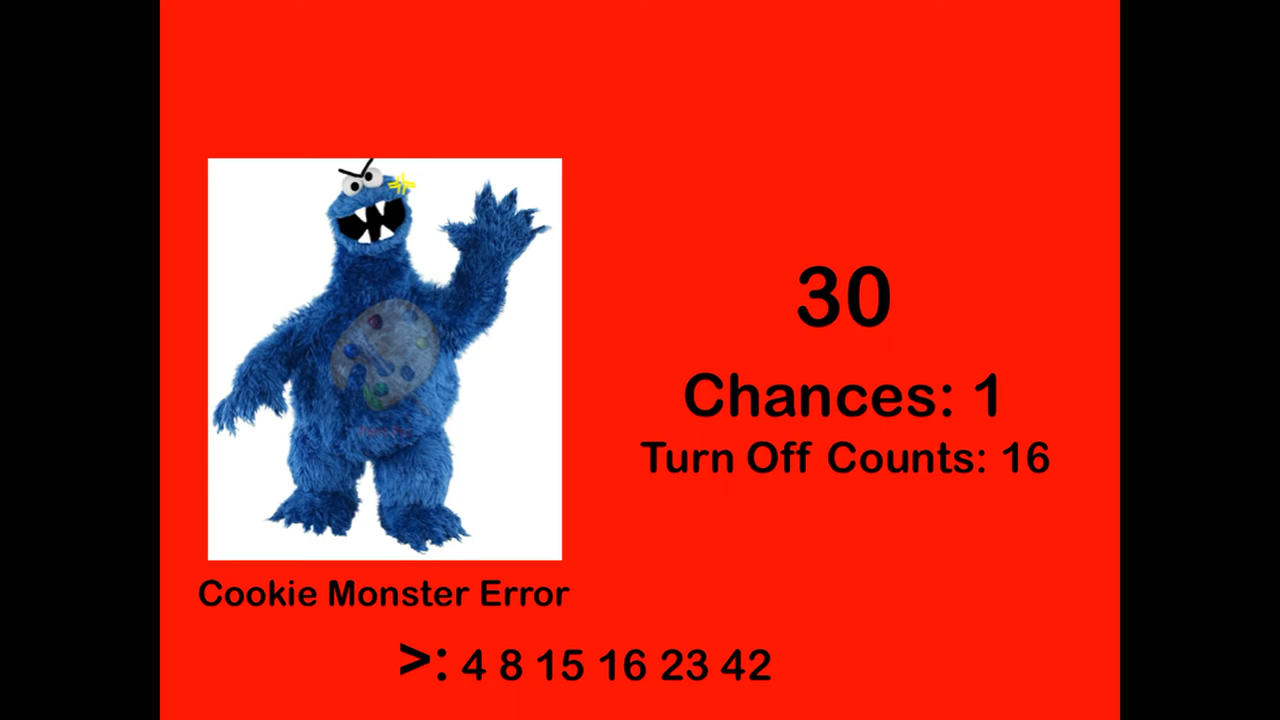 30
Chances: 1
Turn Off Counts: 16
Cookie Monster Error
>: 4 8 15 16 23 42